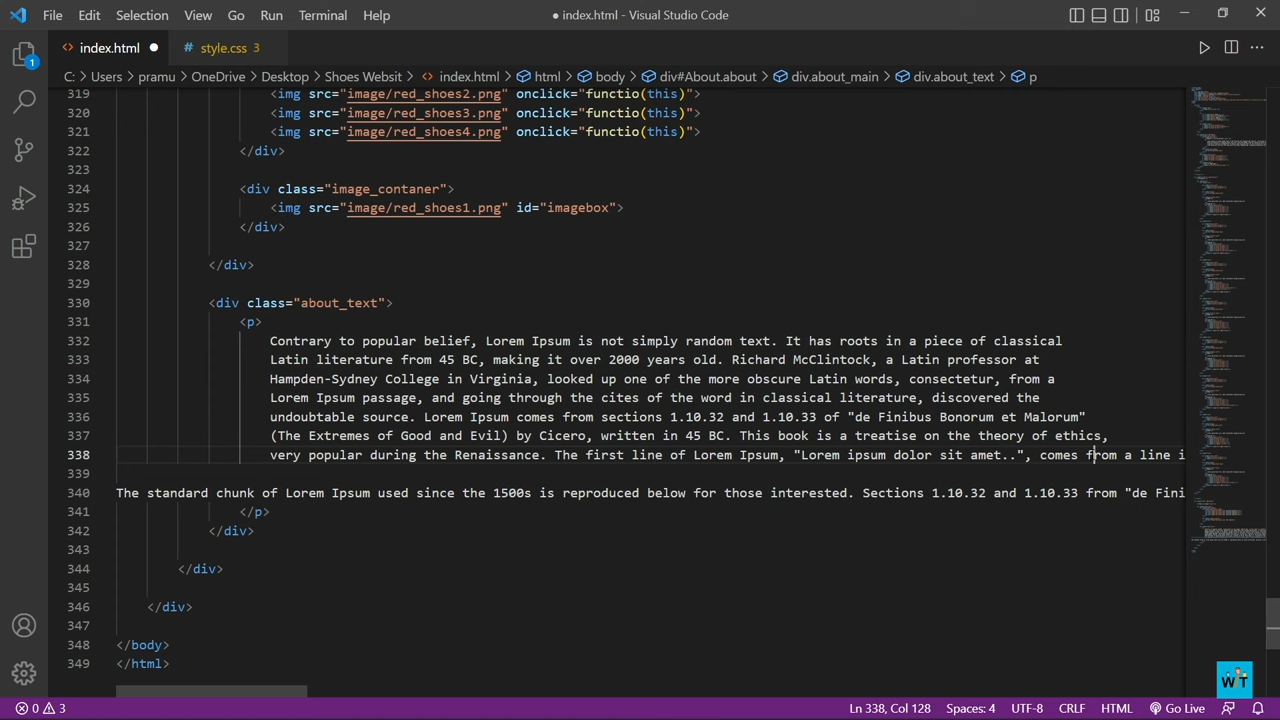 File Edit Selection View Go Run Terminal Help ● index.html - Visual Studio Code
index.html ● # style.css 3
C: > Users > pramu > OneDrive > Desktop > Shoes Websit > index.html > html > body > div#About.about > div.about_main > div.about_text > p
319 <img src="image/red_shoes2.png" onclick="functio(this)">
320 <img src="image/red_shoes3.png" onclick="functio(this)">
321 <img src="image/red_shoes4.png" onclick="functio(this)">
322 </div>
323
324 <div class="image_contaner">
325 <img src="image/red_shoes1.png" id="imagebox">
326 </div>
327
328 </div>
329
330 <div class="about_text">
331 <p>
332 Contrary to popular belief, Lorem Ipsum is not simply random text. It has roots in a piece of classical
333 Latin literature from 45 BC, making it over 2000 years old. Richard McClintock, a Latin professor at
334 Hampden-Sydney College in Virginia, looked up one of the more obscure Latin words, consectetur, from a
335 Lorem Ipsum passage, and going through the cites of the word in classical literature, discovered the
336 undoubtable source. Lorem Ipsum comes from sections 1.10.32 and 1.10.33 of "de Finibus Bonorum et Malorum"
337 (The Extremes of Good and Evil) by Cicero, written in 45 BC. This book is a treatise on the theory of ethics,
338 very popular during the Renaissance. The first line of Lorem Ipsum, "Lorem ipsum dolor sit amet..", comes from a line i
339
340 The standard chunk of Lorem Ipsum used since the 1500s is reproduced below for those interested. Sections 1.10.32 and 1.10.33 from "de Fini
341 </p>
342 </div>
343
344 </div>
345
346 </div>
347
348 </body>
349 </html>
1
WT
0 3 Ln 338, Col 128 Spaces: 4 UTF-8 CRLF HTML Go Live